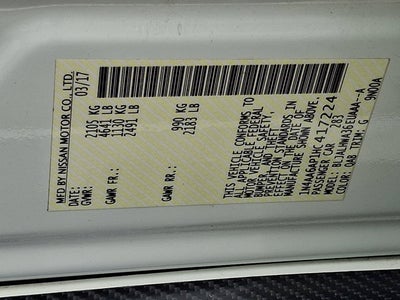 MFD BY NISSAN MOTOR CO., LTD.
DATE: 03/17
GVWR: 2105 KG
4641 LB
GAWR FR.: 1130 KG
2491 LB
GAWR RR.: 990 KG
2183 LB
THIS VEHICLE CONFORMS TO
ALL APPLICABLE FEDERAL
MOTOR VEHICLE SAFETY,
BUMPER, AND THEFT
PREVENTION STANDARDS IN
EFFECT ON THE DATE OF
MANUFACTURE SHOWN ABOVE.
1N4AA6AP1HC417224
PASSENGER CAR
COLOR: QAB TRIM: G